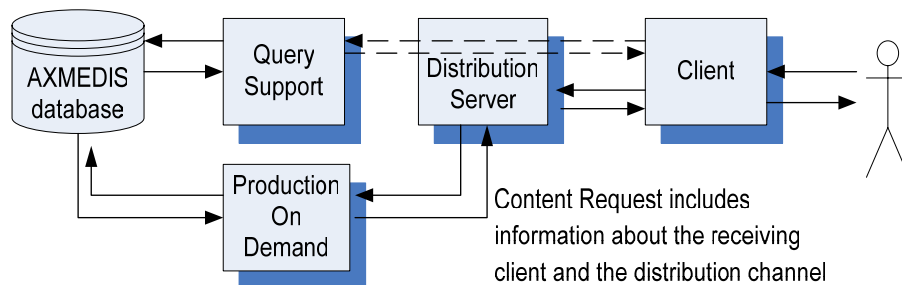 AXMEDIS
database
Query
Support
Distribution
Server
Client
Production
On
Demand
Content Request includes
information about the receiving
client and the distribution channel